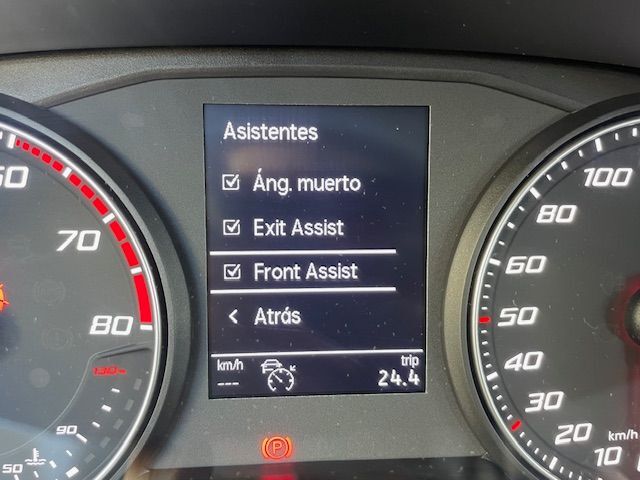 Asistentes
Áng. muerto
Exit Assist
Front Assist
< Atrás
km/h
---
trip
24.4
70
80
130
90
50
P
100
80
60
50
40
30
20
10
km/h